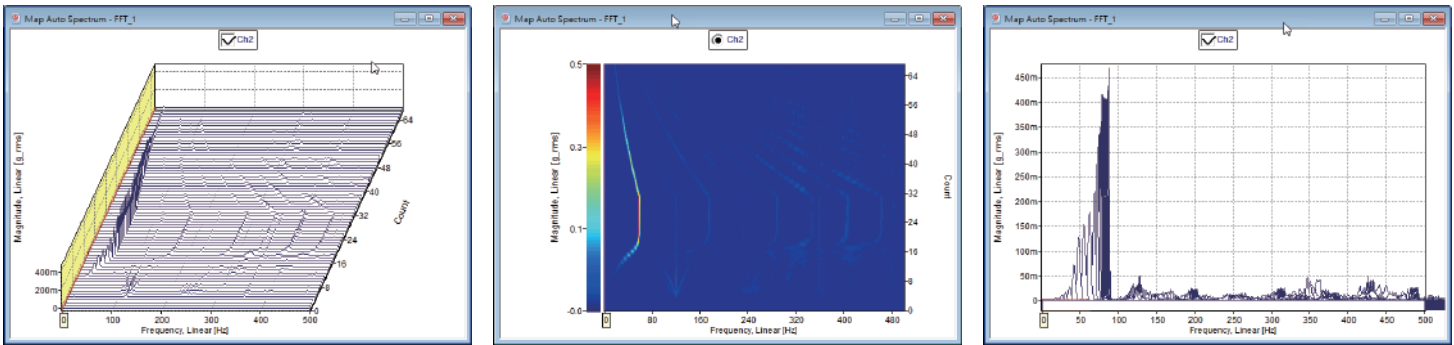 Map Auto Spectrum - FFT_1
Ch2
Magnitude, Linear [g_rms]
400m
200m
0
0
100
200
300
400
500
Frequency, Linear [Hz]
0
8
16
24
32
40
48
56
64
Count
Map Auto Spectrum - FFT_1
Ch2
Magnitude, Linear [g_rms]
0.5
0.3
0.1
-0.0
0
80
160
240
320
400
480
Frequency, Linear [Hz]
64
56
48
40
32
24
16
8
0
Count
Map Auto Spectrum - FFT_1
Ch2
Magnitude, Linear [g_rms]
450m
400m
350m
300m
250m
200m
150m
100m
50m
0
0
50
100
150
200
250
300
350
400
450
500
Frequency, Linear [Hz]